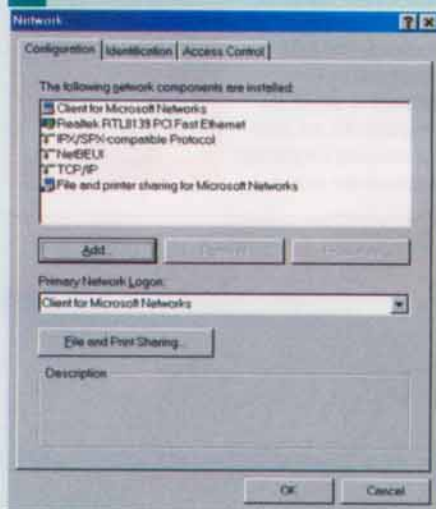 Network
Configuration Identification Access Control
The following network components are installed:
Client for Microsoft Networks
Realtek RTL8139 PCI Fast Ethernet
IPX/SPX-compatible Protocol
NetBEUI
TCP/IP
File and printer sharing for Microsoft Networks
Add...
Primary Network Logon:
Client for Microsoft Networks
File and Print Sharing...
Description
OK Cancel